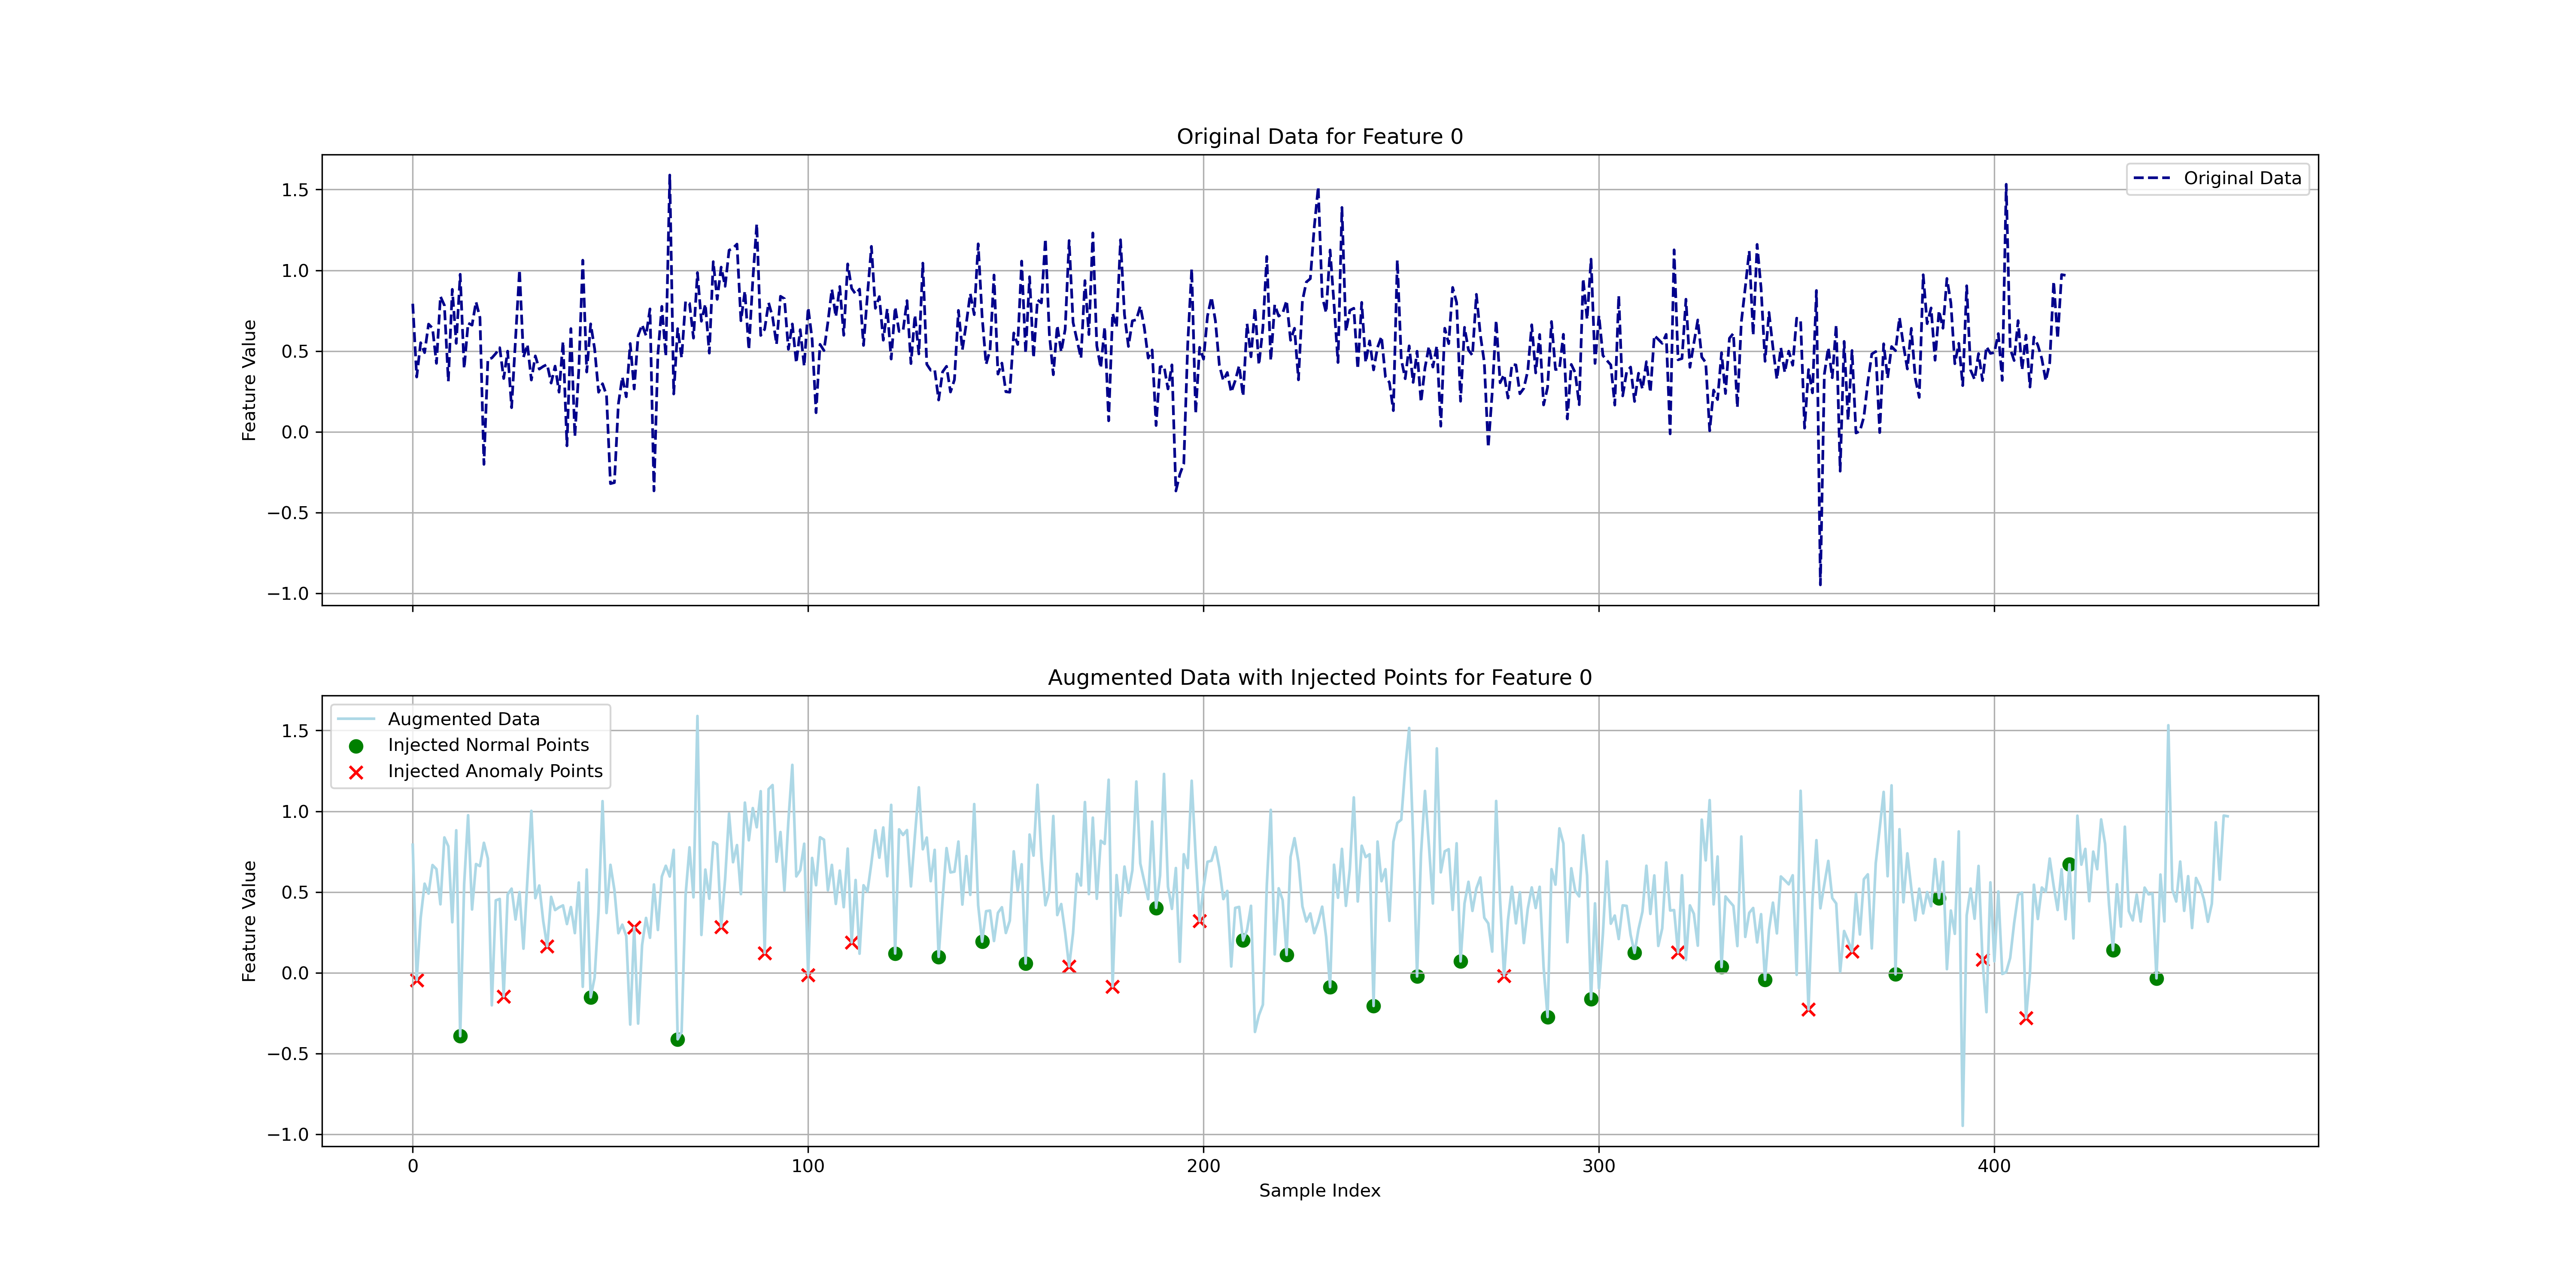 Original Data for Feature 0
Original Data
Feature Value
1.5
1.0
0.5
0.0
−0.5
−1.0
Augmented Data with Injected Points for Feature 0
Augmented Data
Injected Normal Points
Injected Anomaly Points
Feature Value
1.5
1.0
0.5
0.0
−0.5
−1.0
0 100 200 300 400
Sample Index